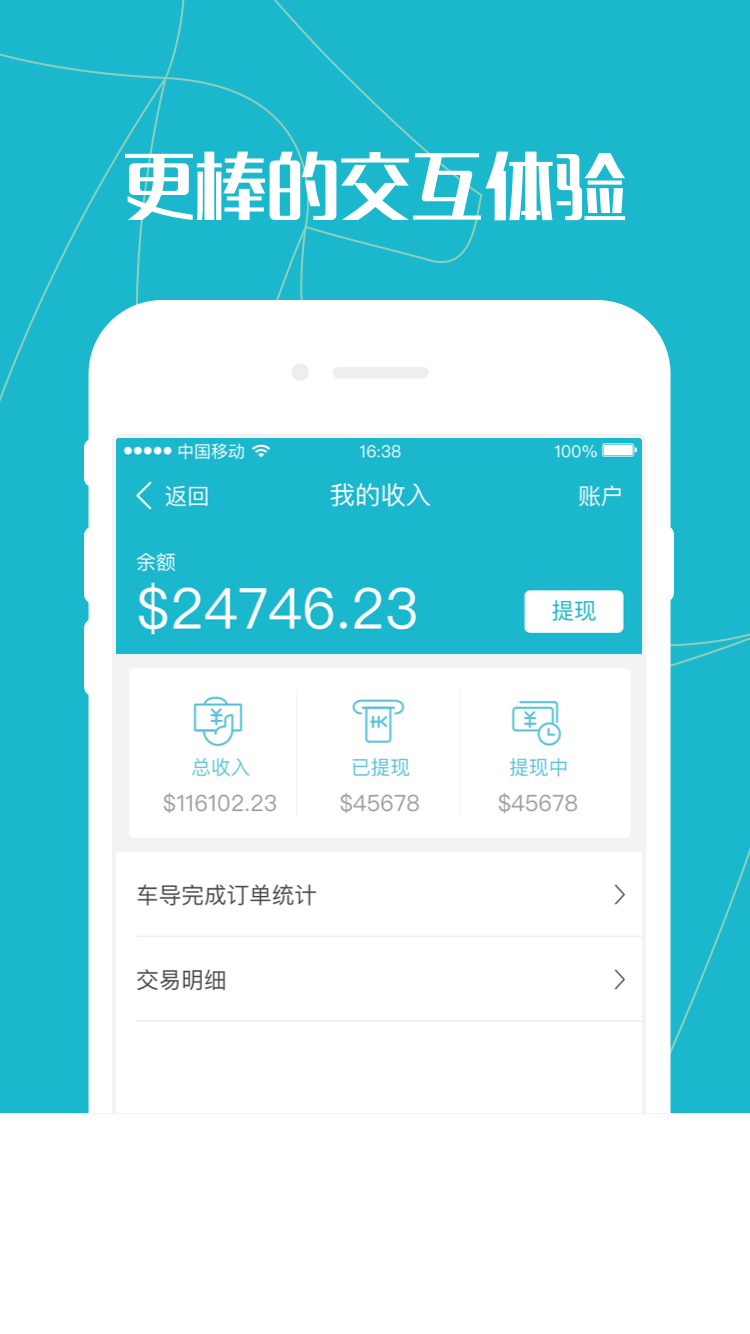 更棒的交互体验
中国移动 16:38 100%
返回 我的收入 账户
余额
$24746.23
提现
总收入 已提现 提现中
$116102.23 $45678 $45678
车导完成订单统计
交易明细